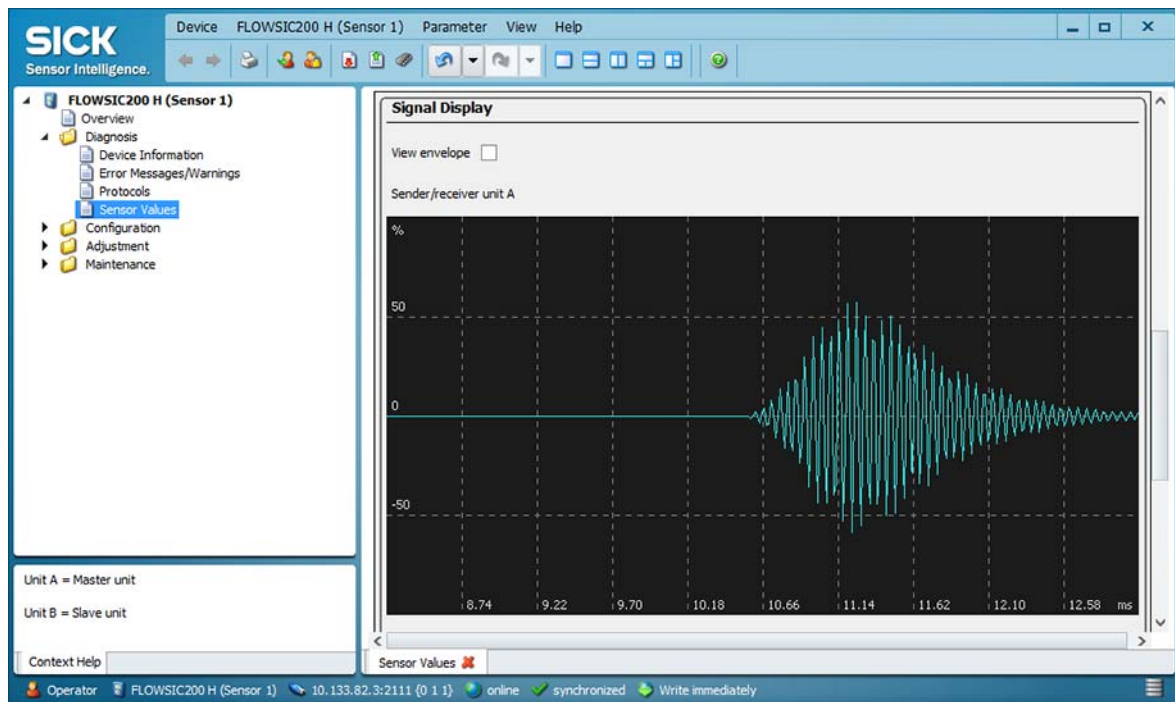 SICK
Sensor Intelligence.
Device FLOWSIC200 H (Sensor 1) Parameter View Help
FLOWSIC200 H (Sensor 1)
Overview
Diagnosis
Device Information
Error Messages/Warnings
Protocols
Sensor Values
Configuration
Adjustment
Maintenance
Unit A = Master unit
Unit B = Slave unit
Context Help
Signal Display
View envelope
Sender/receiver unit A
%
50
0
-50
8.74 9.22 9.70 10.18 10.66 11.14 11.62 12.10 12.58 ms
Sensor Values
Operator FLOWSIC200 H (Sensor 1) 10.133.82.3:2111 {0 1 1} online synchronized Write immediately